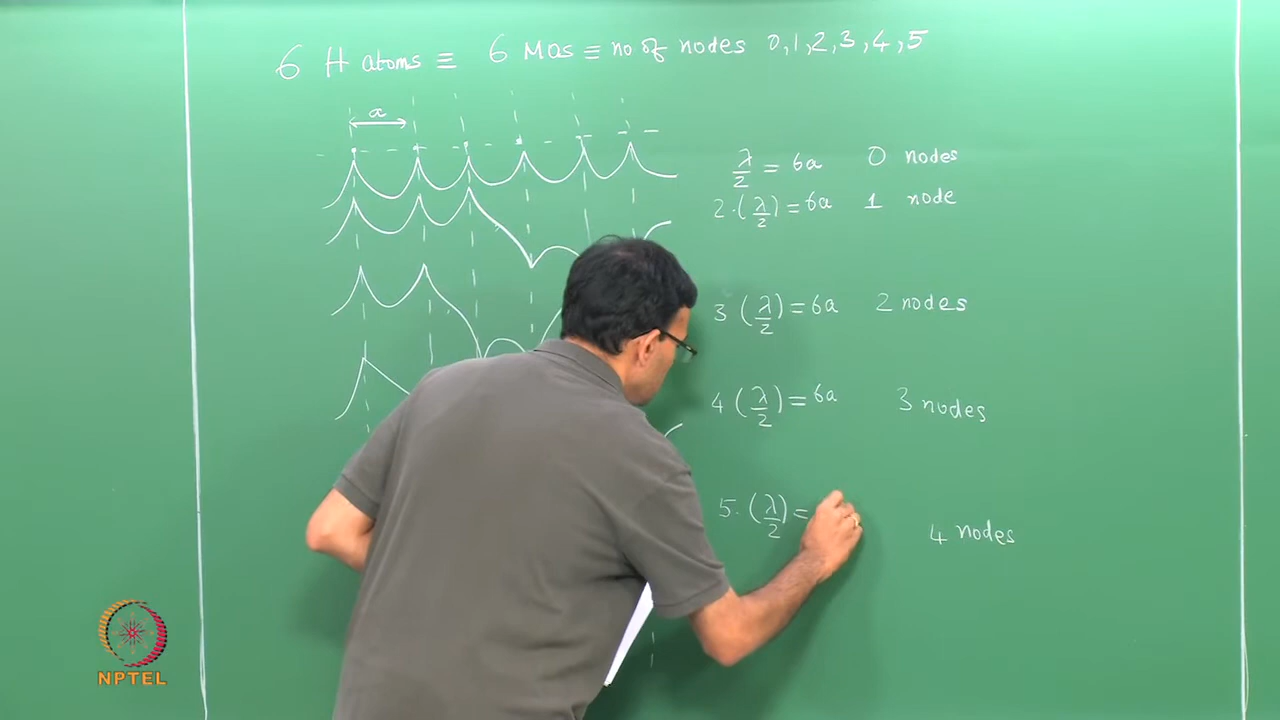 6 H atoms ≡ 6 MOs ≡ no of nodes 0,1,2,3,4,5
a
λ/2 = 6a 0 nodes
2·(λ/2) = 6a 1 node
3 (λ/2) = 6a 2 nodes
4 (λ/2) = 6a 3 nodes
5·(λ/2) = 4 nodes
NPTEL